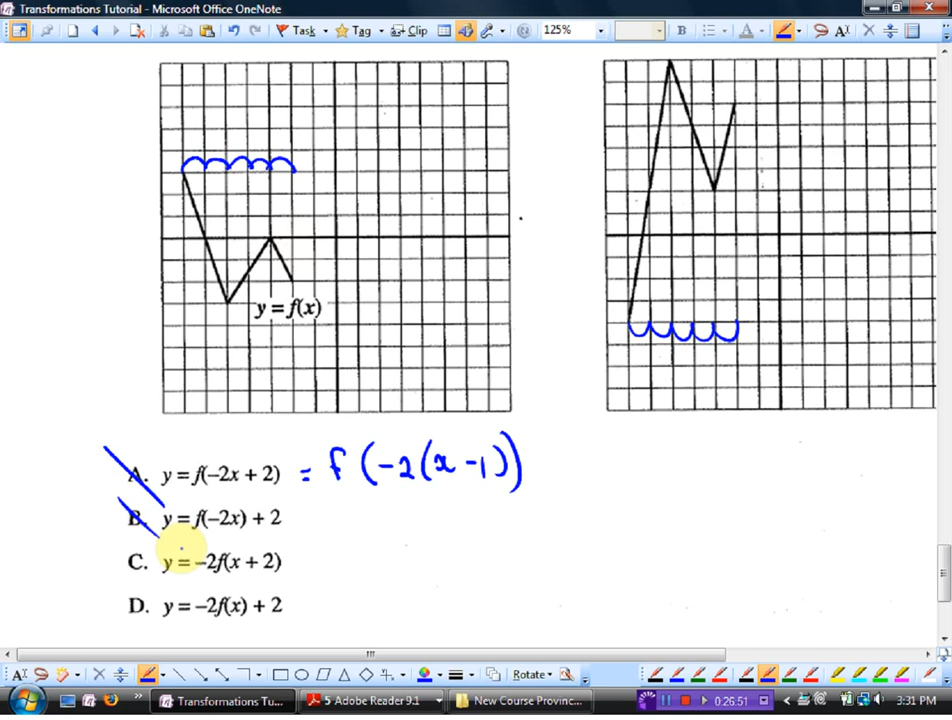 Transformations Tutorial - Microsoft Office OneNote
Task Tag Clip 125% B
y = f(x)
A. y = f(−2x + 2) = f(-2(x-1))
B. y = f(−2x) + 2
C. y = −2f(x + 2)
D. y = −2f(x) + 2
Rotate
Transformations Tu... 5 Adobe Reader 9.1 New Course Provinc... 0:26:51 3:31 PM